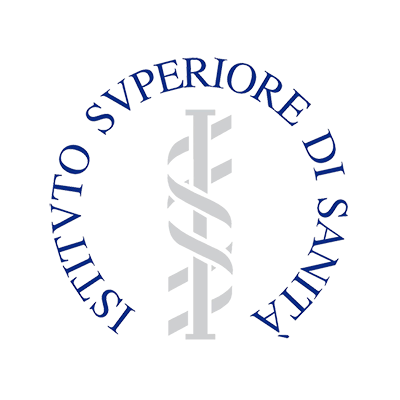 ISTITVTO SVPERIORE DI SANITÀ